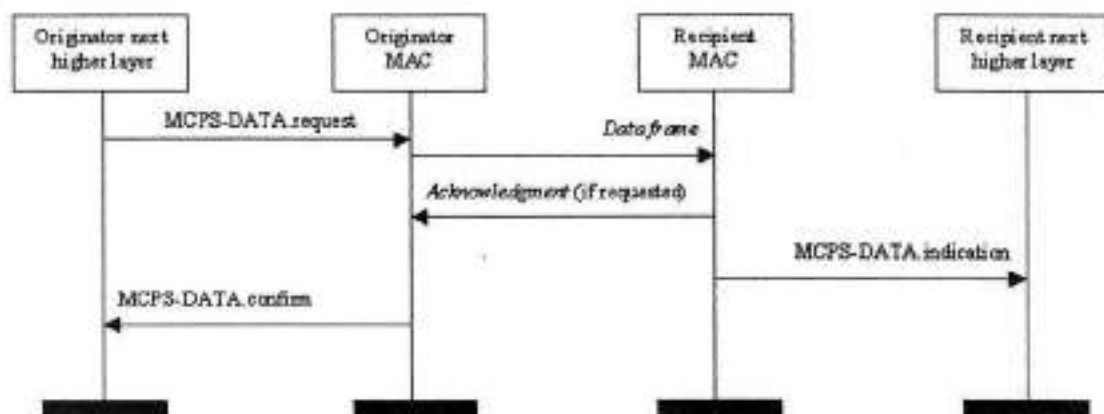 Originator next
higher layer
Originator
MAC
Recipient
MAC
Recipient next
higher layer
MCPS-DATA.request
Data frame
Acknowledgment (if requested)
MCPS-DATA.indication
MCPS-DATA.confirm